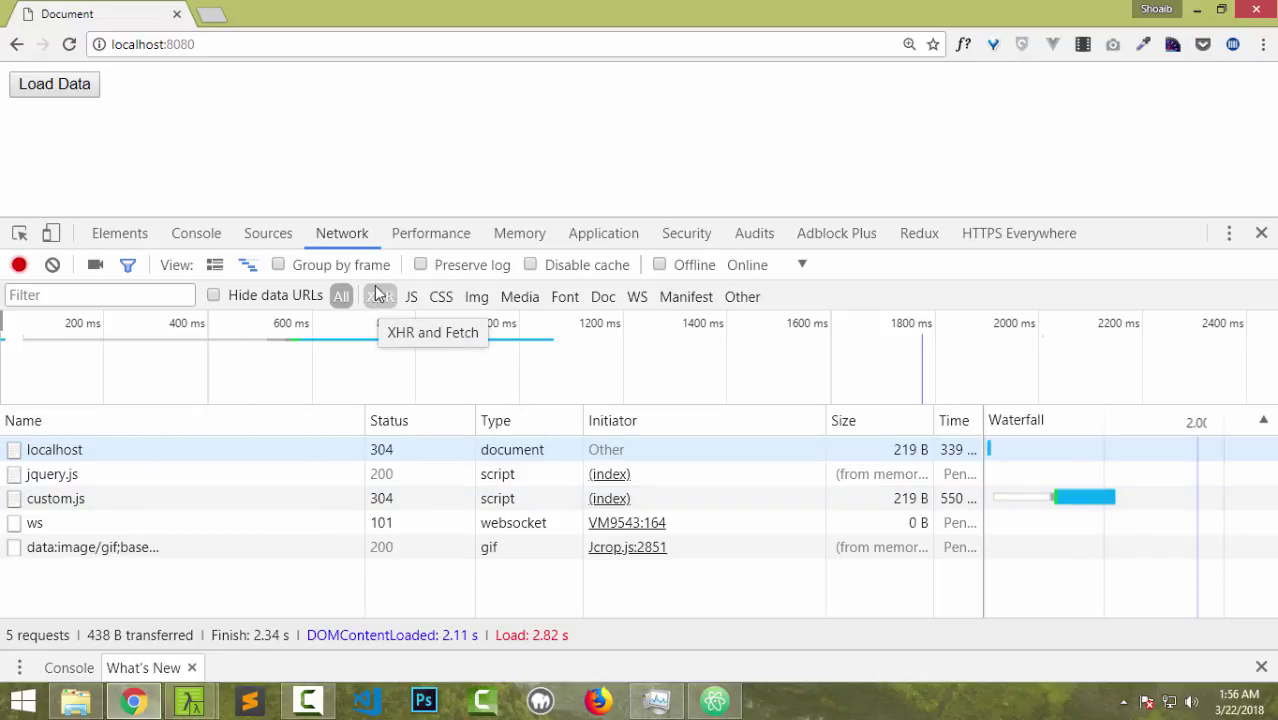 Document
Shoaib
localhost:8080
f?
Load Data
Elements Console Sources Network Performance Memory Application Security Audits Adblock Plus Redux HTTPS Everywhere
View: Group by frame Preserve log Disable cache Offline Online
Filter Hide data URLs All XHR JS CSS Img Media Font Doc WS Manifest Other
XHR and Fetch
200 ms 400 ms 600 ms 1200 ms 1400 ms 1600 ms 1800 ms 2000 ms 2200 ms 2400 ms
Name Status Type Initiator Size Time Waterfall 2.00
localhost 304 document Other 219 B 339 ...
jquery.js 200 script (index) (from memor... Pen...
custom.js 304 script (index) 219 B 550 ...
ws 101 websocket VM9543:164 0 B Pen...
data:image/gif;base... 200 gif Jcrop.js:2851 (from memor... Pen...
5 requests | 438 B transferred | Finish: 2.34 s | DOMContentLoaded: 2.11 s | Load: 2.82 s
Console What's New
Ps
1:56 AM
3/22/2018